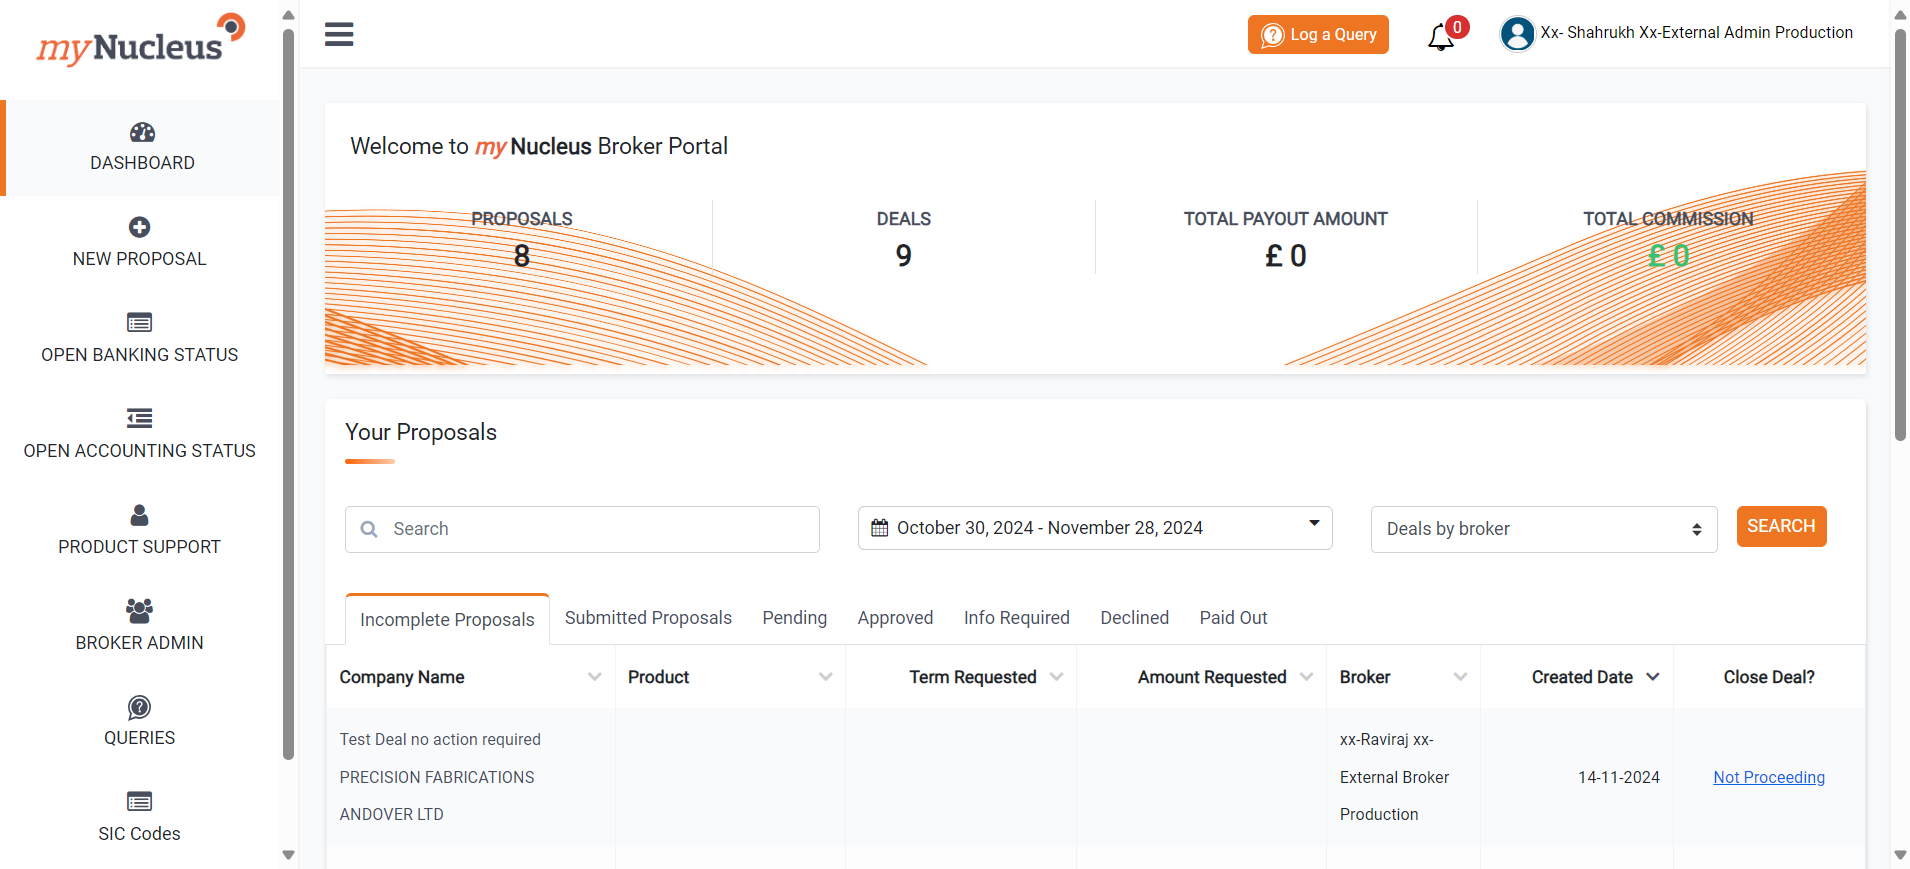 myNucleus
Log a Query
0
Xx- Shahrukh Xx-External Admin Production
DASHBOARD
NEW PROPOSAL
OPEN BANKING STATUS
OPEN ACCOUNTING STATUS
PRODUCT SUPPORT
BROKER ADMIN
QUERIES
SIC Codes
Welcome to my Nucleus Broker Portal
PROPOSALS
8
DEALS
9
TOTAL PAYOUT AMOUNT
£ 0
TOTAL COMMISSION
£ 0
Your Proposals
Search
October 30, 2024 - November 28, 2024
Deals by broker
SEARCH
Incomplete Proposals Submitted Proposals Pending Approved Info Required Declined Paid Out
Company Name Product Term Requested Amount Requested Broker Created Date Close Deal?
Test Deal no action required
PRECISION FABRICATIONS
ANDOVER LTD
xx-Raviraj xx-
External Broker
Production
14-11-2024
Not Proceeding